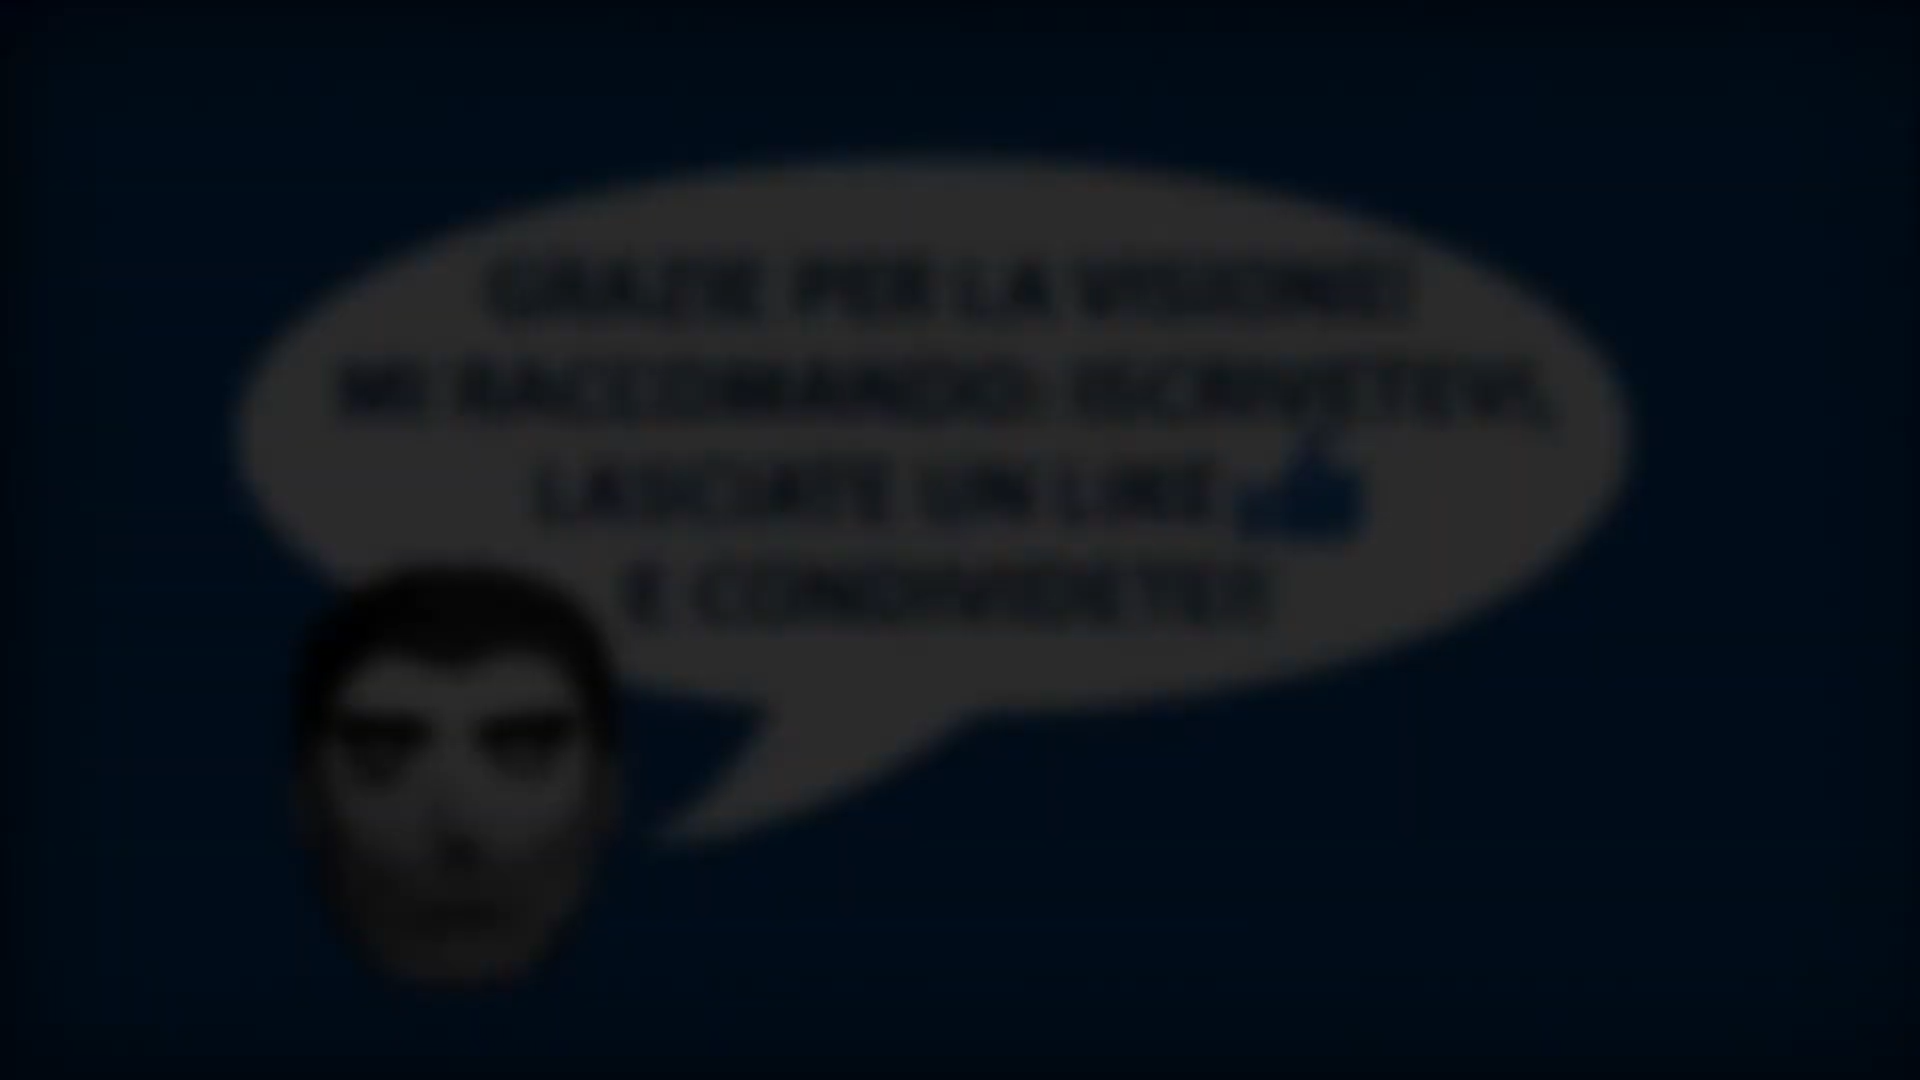 GRAZIE PER LA VISIONE!
MI RACCOMANDO: ISCRIVETEVI,
LASCIATE UN LIKE
E CONDIVIDETE!!